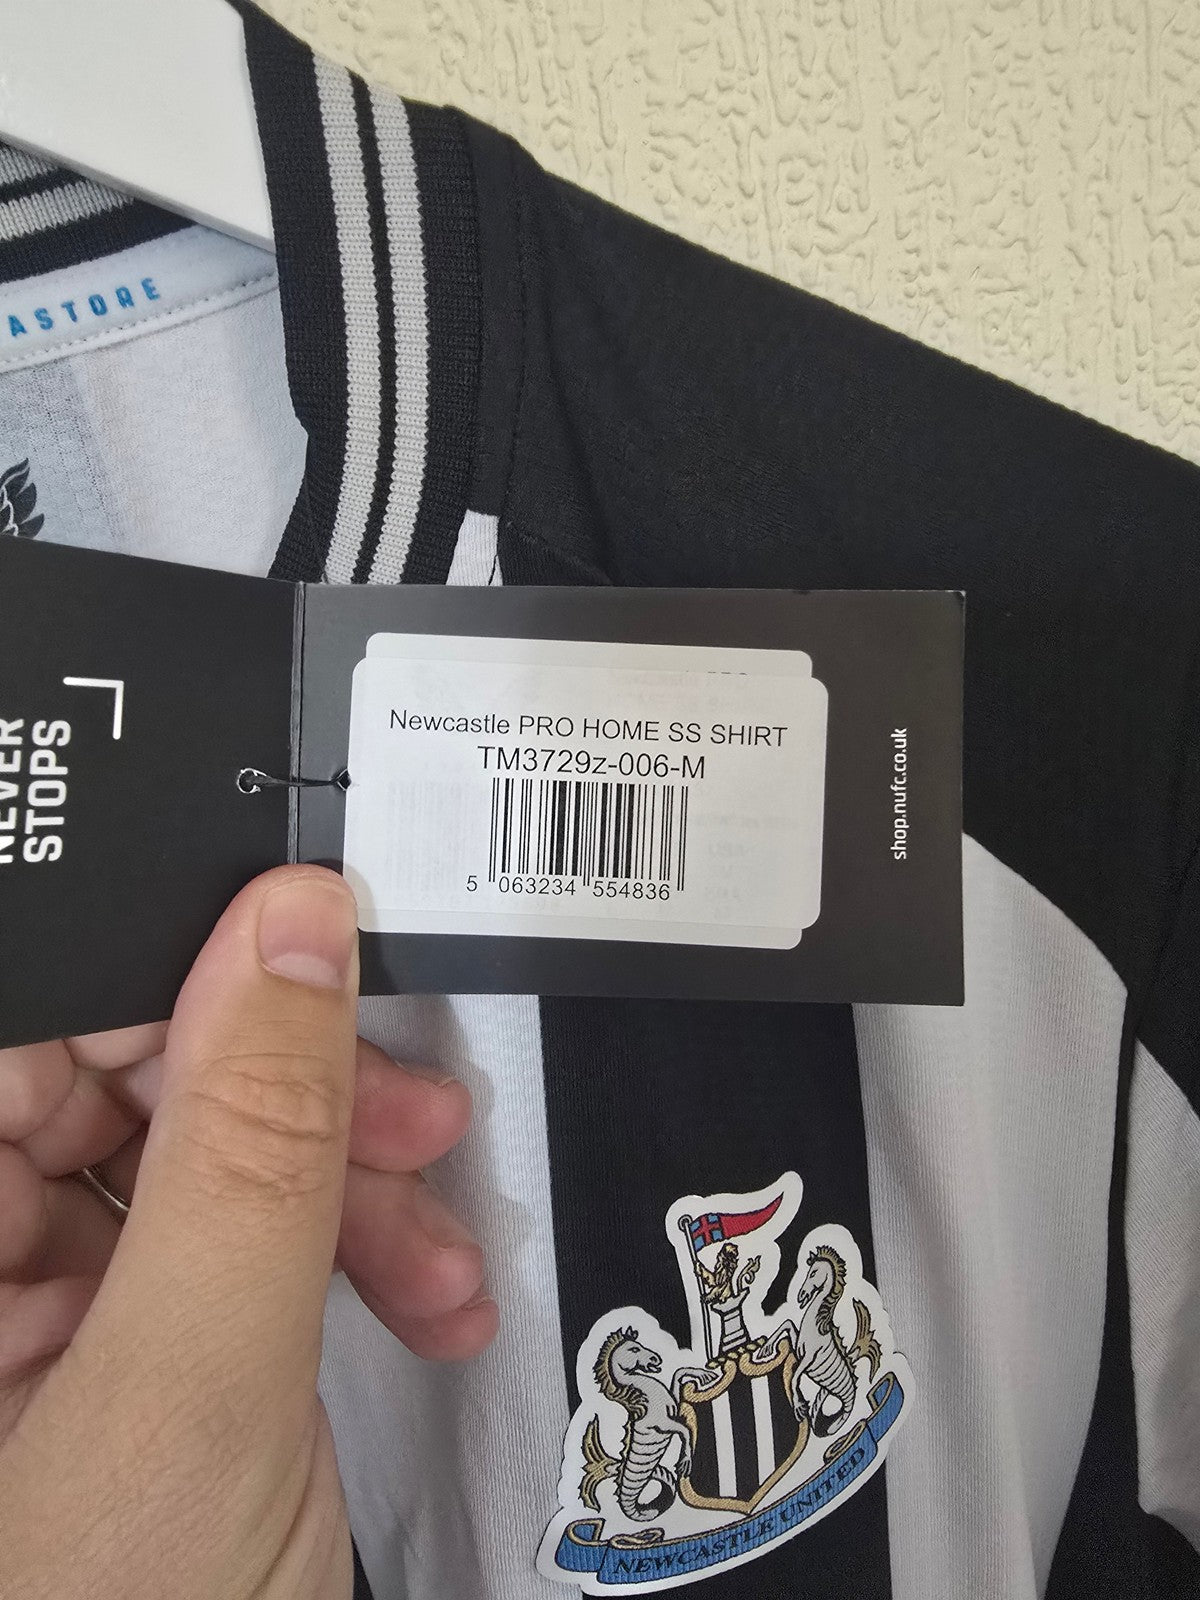 ASTORE
NEVER
STOPS
Newcastle PRO HOME SS SHIRT
TM3729z-006-M
5 063234 554836
shop.nufc.co.uk
NEWCASTLE UNITED